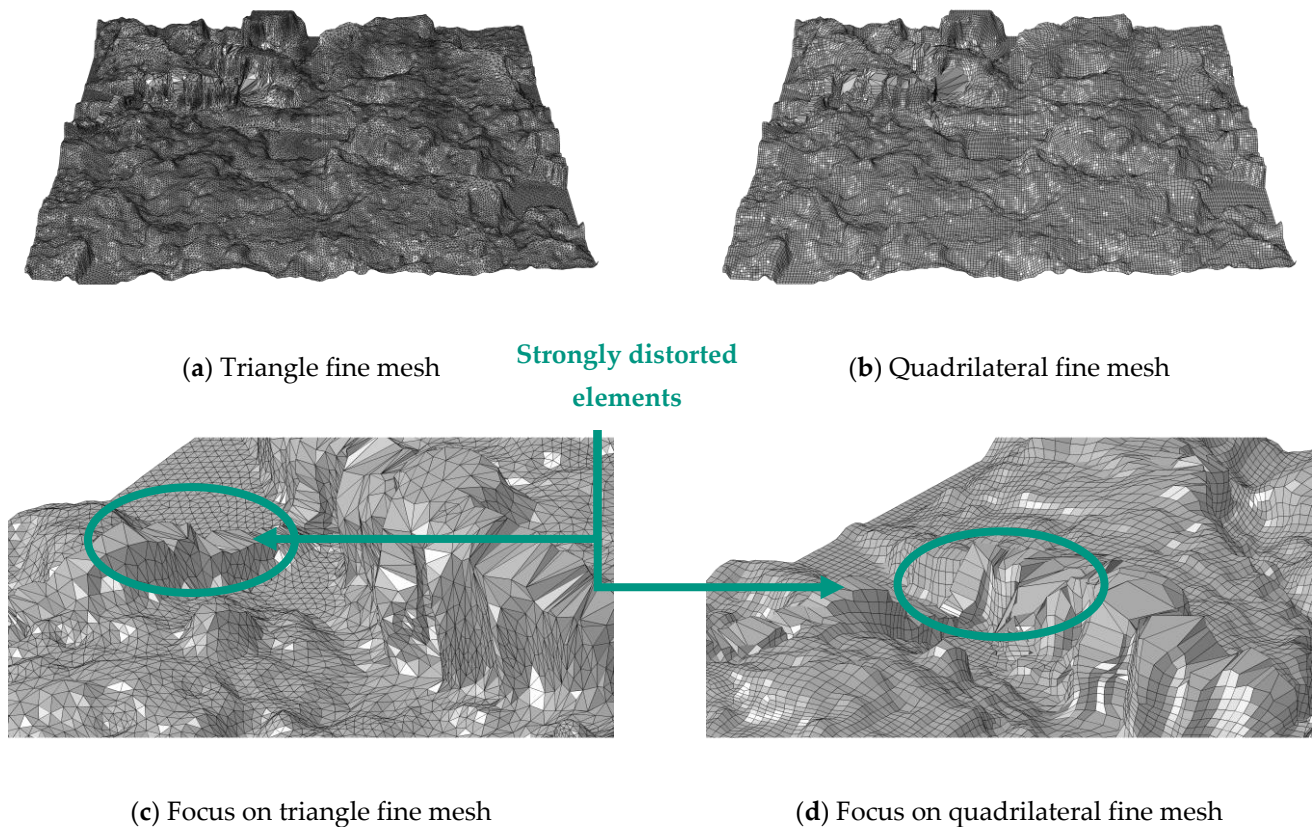 (a) Triangle fine mesh
Strongly distorted
elements
(b) Quadrilateral fine mesh
(c) Focus on triangle fine mesh
(d) Focus on quadrilateral fine mesh